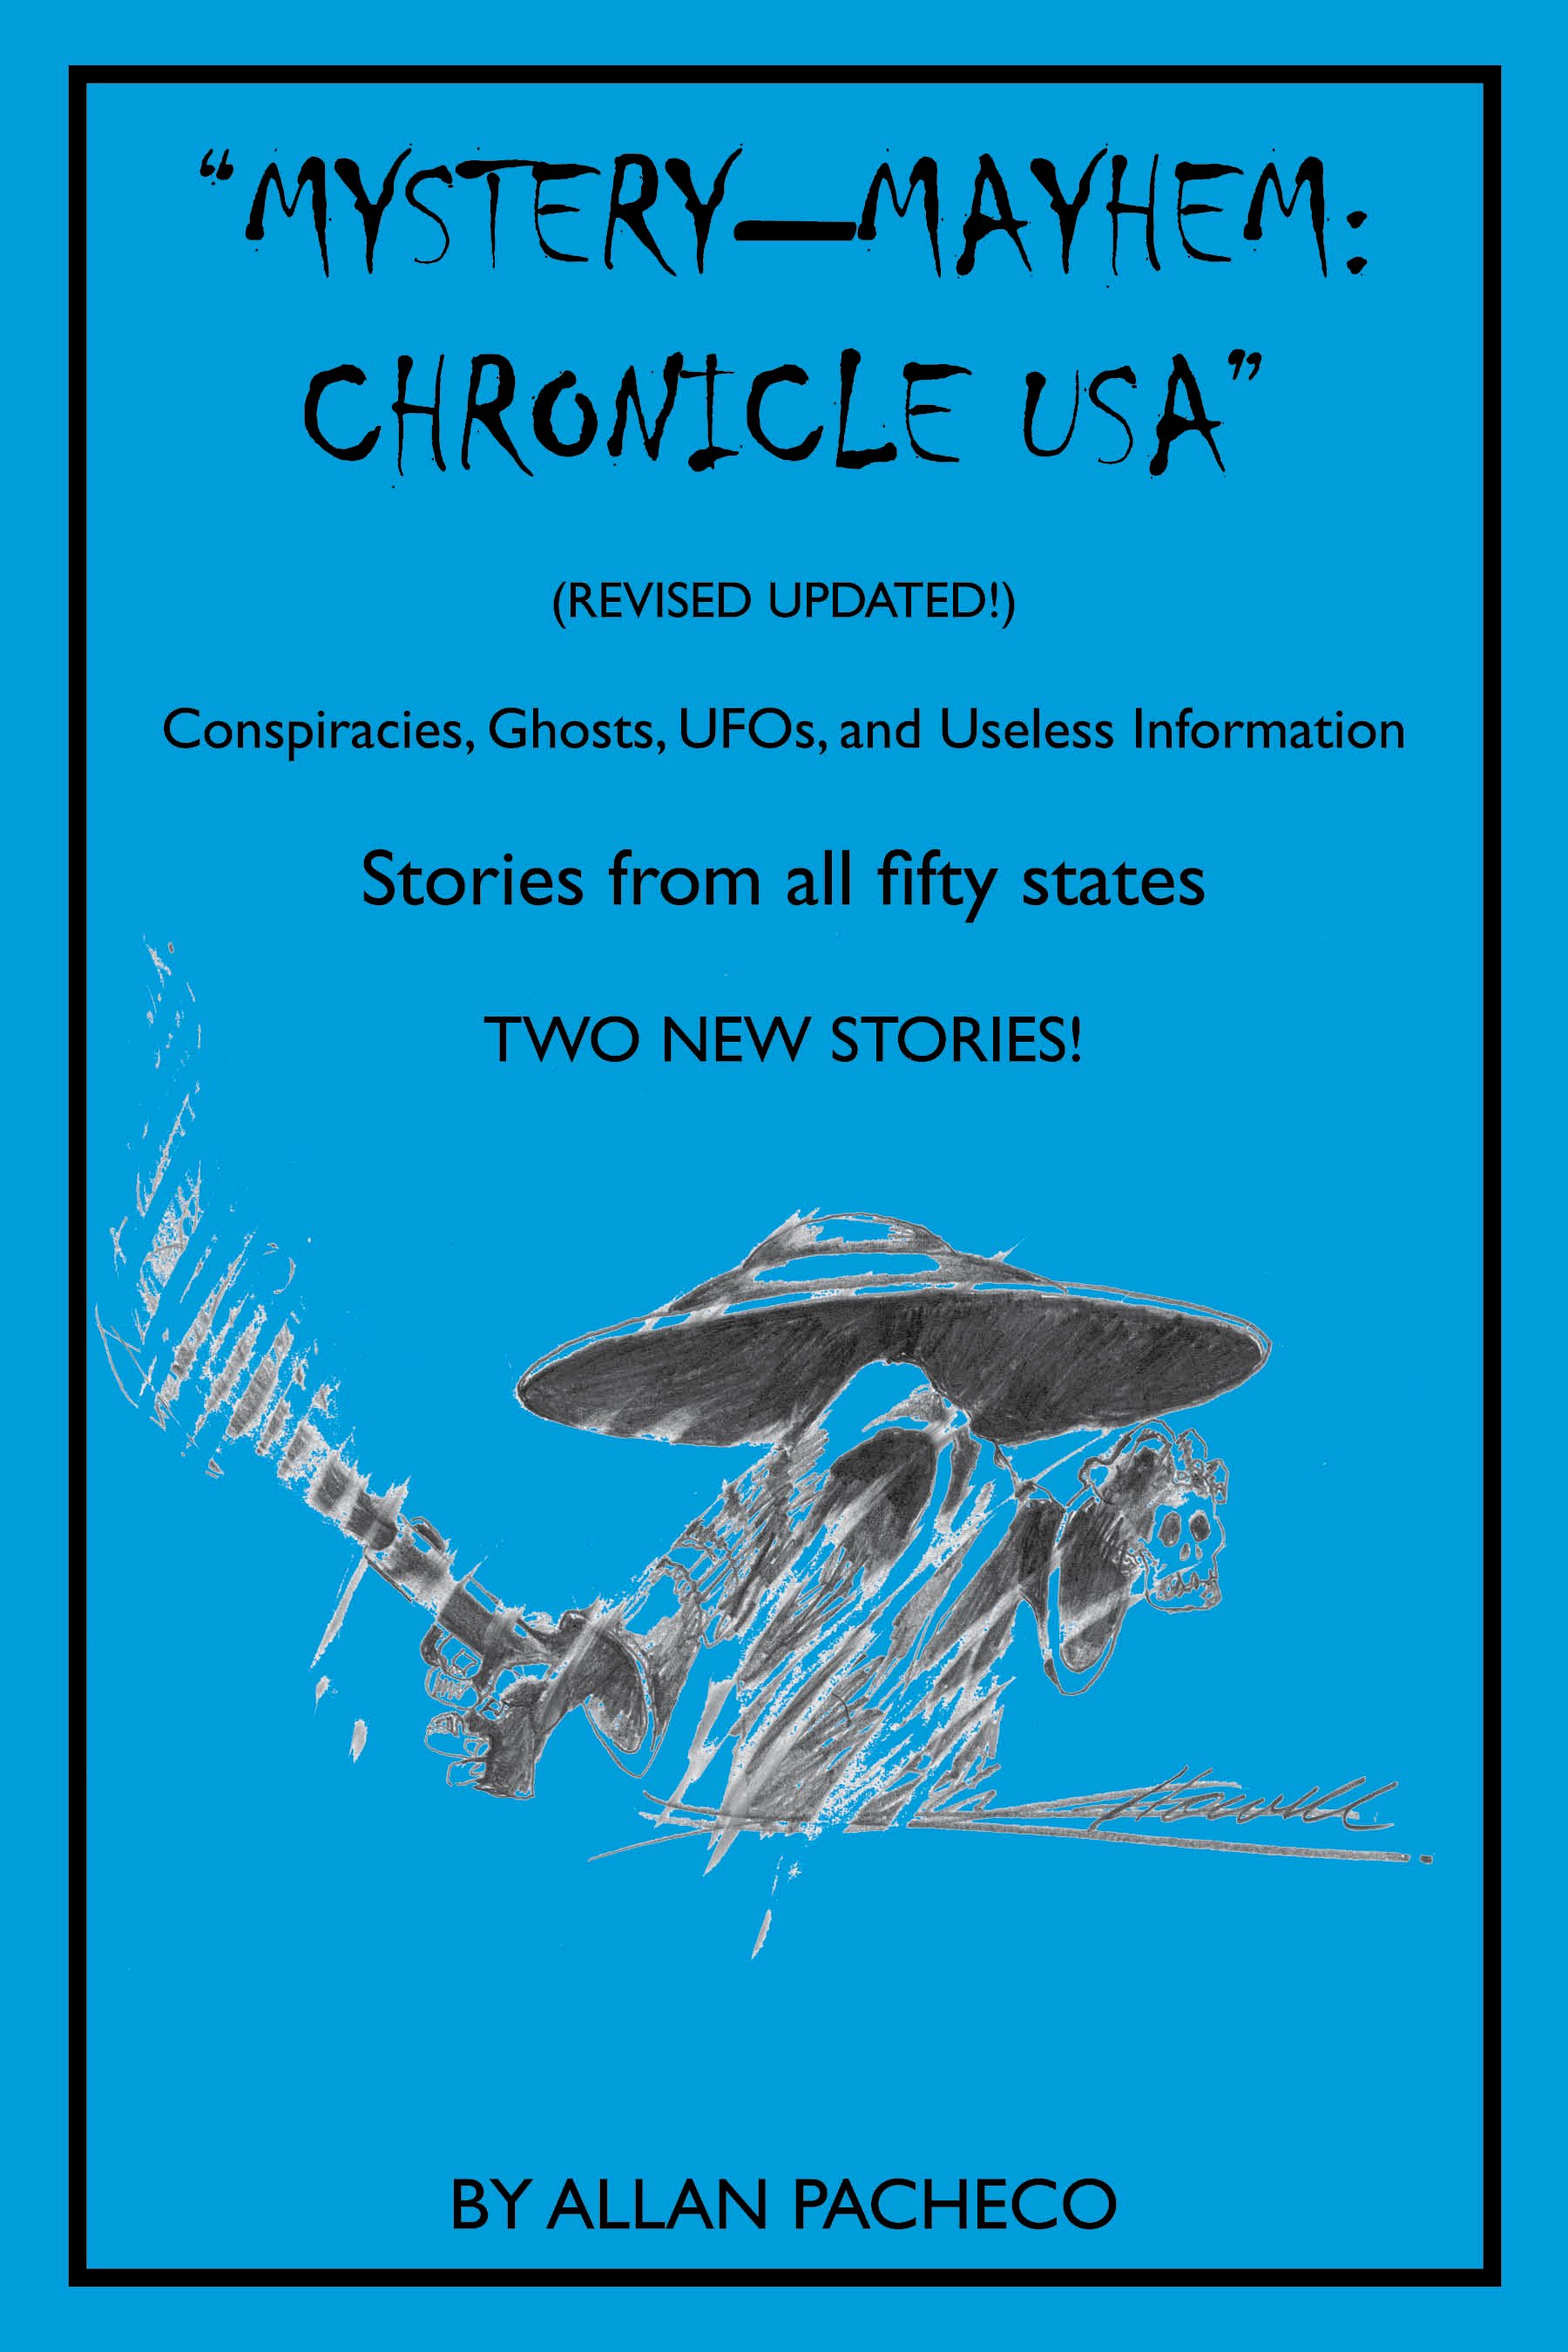 “MYSTERY—MAYHEM:
CHRONICLE USA”
(REVISED UPDATED!)
Conspiracies, Ghosts, UFOs, and Useless Information
Stories from all fifty states
TWO NEW STORIES!
Howell
BY ALLAN PACHECO